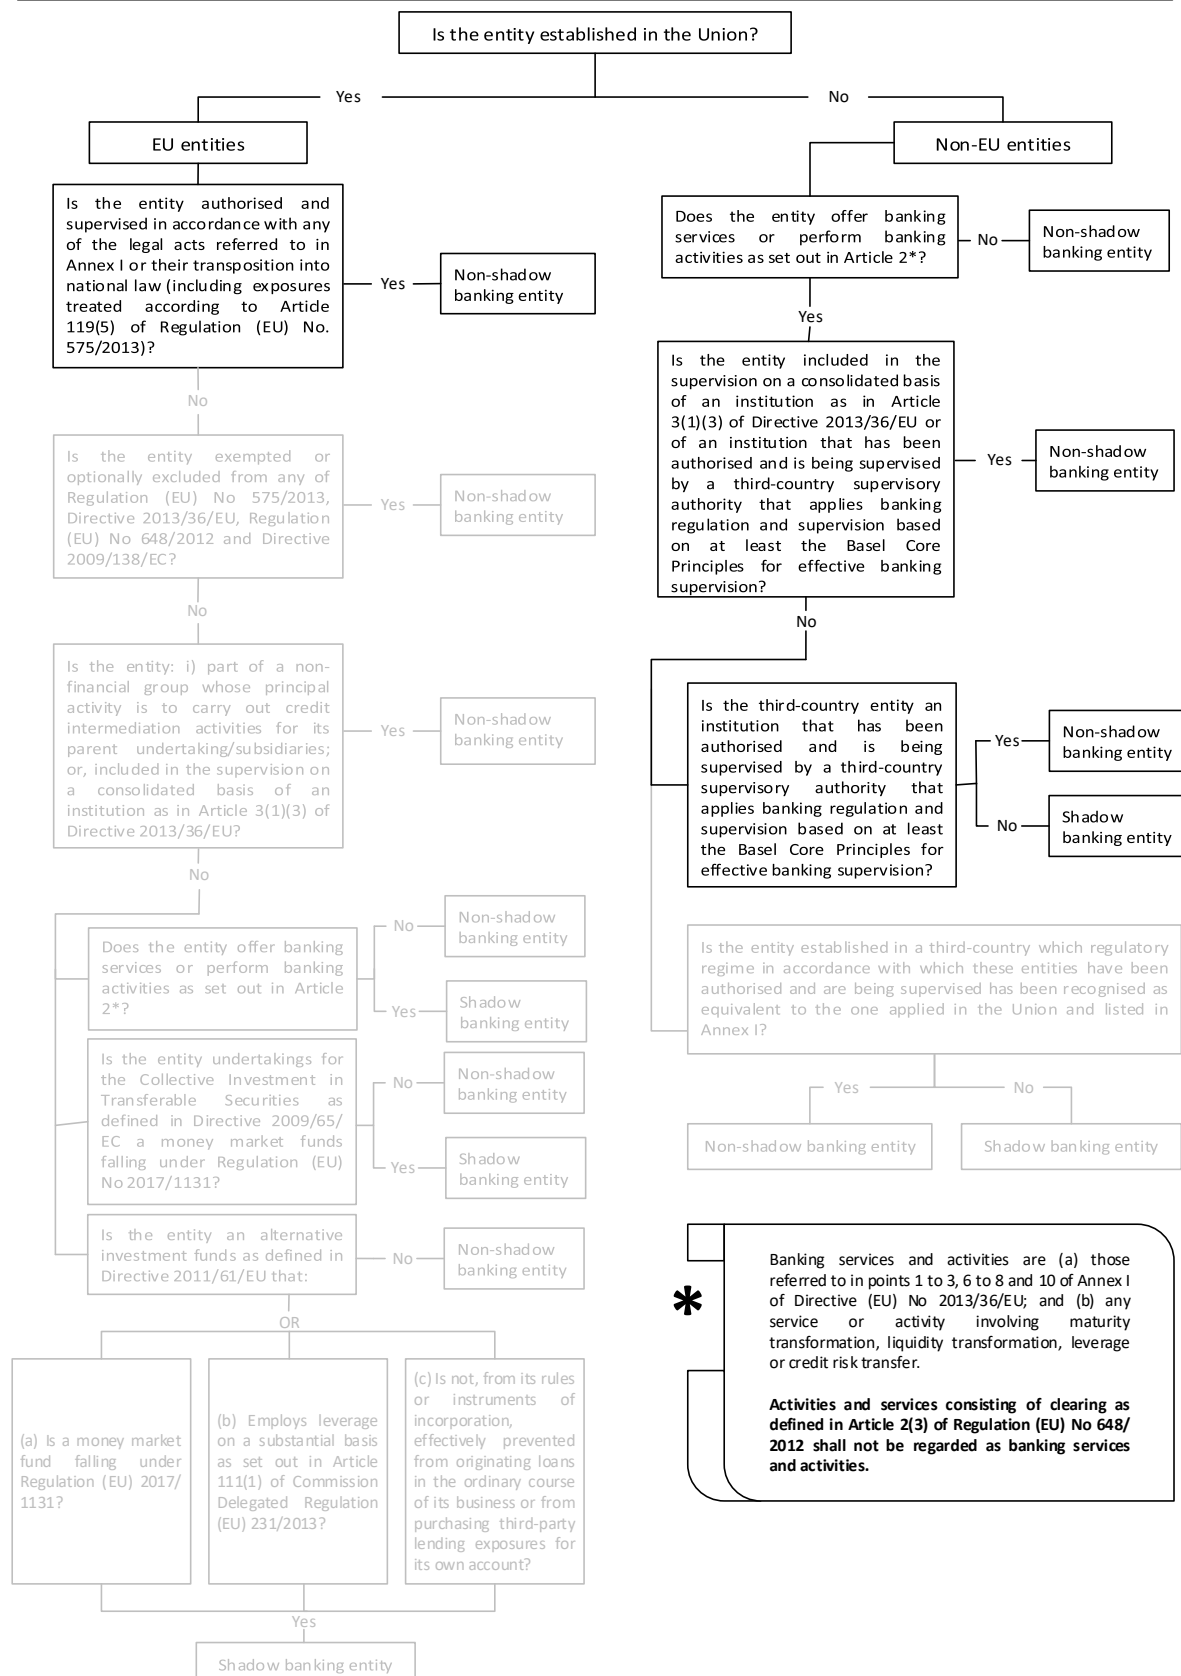 Is the entity established in the Union?
Yes
No
EU entities
Non-EU entities
Is the entity authorised and
supervised in accordance with any
of the legal acts referred to in
Annex I or their transposition into
national law (including exposures
treated according to Article
119(5) of Regulation (EU) No.
575/2013)?
Yes
Non-shadow
banking entity
No
Is the entity exempted or
optionally excluded from any of
Regulation (EU) No 575/2013,
Directive 2013/36/EU, Regulation
(EU) No 648/2012 and Directive
2009/138/EC?
Yes
Non-shadow
banking entity
No
Is the entity: i) part of a non-
financial group whose principal
activity is to carry out credit
intermediation activities for its
parent undertaking/subsidiaries;
or, included in the supervision on
a consolidated basis of an
institution as in Article 3(1)(3) of
Directive 2013/36/EU?
Yes
Non-shadow
banking entity
No
Does the entity offer banking
services or perform banking
activities as set out in Article
2*?
No
Non-shadow
banking entity
Yes
Shadow
banking entity
Is the entity undertakings for
the Collective Investment in
Transferable Securities as
defined in Directive 2009/65/
EC a money market funds
falling under Regulation (EU)
No 2017/1131?
No
Non-shadow
banking entity
Yes
Shadow
banking entity
Is the entity an alternative
investment funds as defined in
Directive 2011/61/EU that:
No
Non-shadow
banking entity
OR
(a) Is a money market
fund falling under
Regulation (EU) 2017/
1131?
(b) Employs leverage
on a substantial basis
as set out in Article
111(1) of Commission
Delegated Regulation
(EU) 231/2013?
(c) Is not, from its rules
or instruments of
incorporation,
effectively prevented
from originating loans
in the ordinary course
of its business or from
purchasing third-party
lending exposures for
its own account?
Yes
Shadow banking entity
Does the entity offer banking
services or perform banking
activities as set out in Article 2*?
No
Non-shadow
banking entity
Yes
Is the entity included in the
supervision on a consolidated basis
of an institution as in Article
3(1)(3) of Directive 2013/36/EU or
of an institution that has been
authorised and is being supervised
by a third-country supervisory
authority that applies banking
regulation and supervision based
on at least the Basel Core
Principles for effective banking
supervision?
Yes
Non-shadow
banking entity
No
Is the third-country entity an
institution that has been
authorised and is being
supervised by a third-country
supervisory authority that
applies banking regulation and
supervision based on at least
the Basel Core Principles for
effective banking supervision?
Yes
Non-shadow
banking entity
No
Shadow
banking entity
Is the entity established in a third-country which regulatory
regime in accordance with which these entities have been
authorised and are being supervised has been recognised as
equivalent to the one applied in the Union and listed in
Annex I?
Yes
No
Non-shadow banking entity
Shadow banking entity
*
Banking services and activities are (a) those
referred to in points 1 to 3, 6 to 8 and 10 of Annex I
of Directive (EU) No 2013/36/EU; and (b) any
service or activity involving maturity
transformation, liquidity transformation, leverage
or credit risk transfer.
Activities and services consisting of clearing as
defined in Article 2(3) of Regulation (EU) No 648/
2012 shall not be regarded as banking services
and activities.